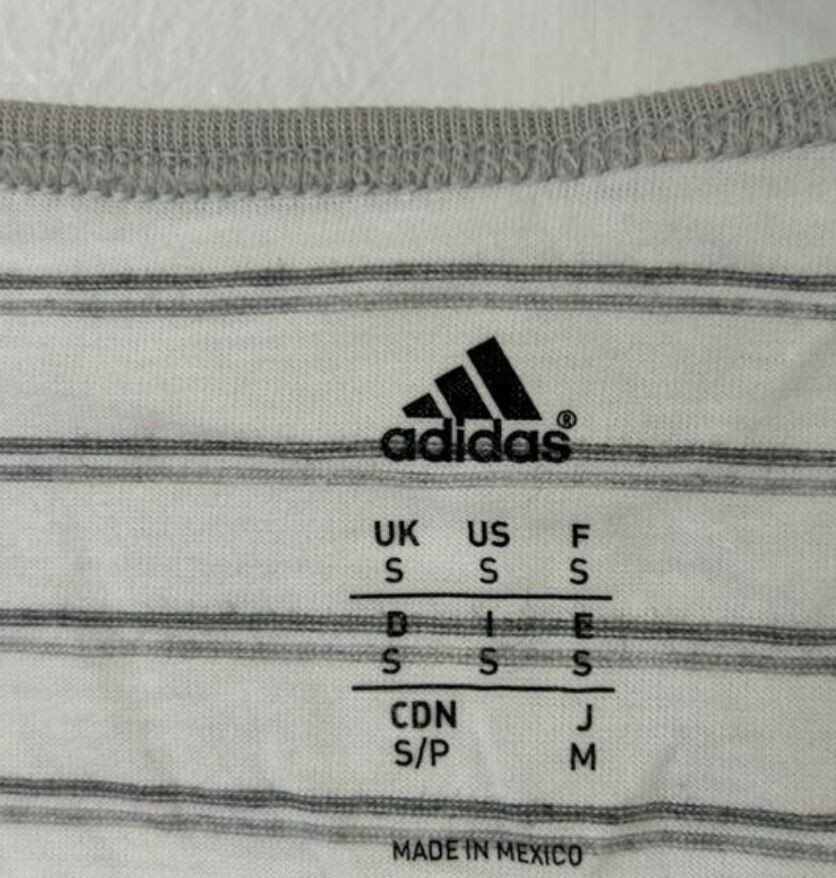 adidas®
UK US F
S S S
D I E
S S S
CDN J
S/P M
MADE IN MEXICO